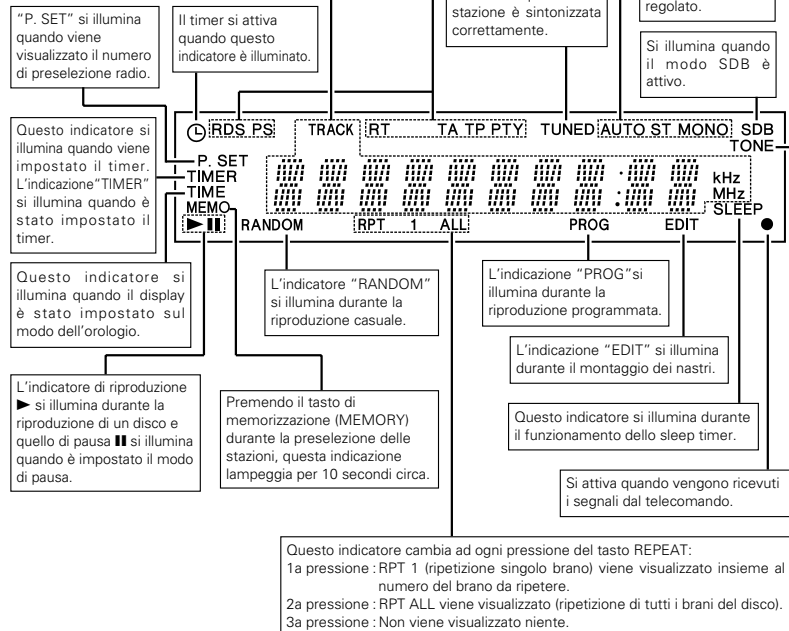 "P. SET" si illumina
quando viene
visualizzato il numero
di preselezione radio.
Il timer si attiva
quando questo
indicatore è illuminato.
stazione è sintonizzata
correttamente.
regolato.
Si illumina quando
il modo SDB è
attivo.
RDS PS TRACK RT TA TP PTY TUNED AUTO ST MONO SDB
TONE
P. SET
TIMER
TIME
MEMO
kHz
MHz
SLEEP
►II RANDOM RPT 1 ALL PROG EDIT ●
Questo indicatore si
illumina quando viene
impostato il timer.
L'indicazione"TIMER"
si illumina quando è
stato impostato il
timer.
Questo indicatore si
illumina quando il display
è stato impostato sul
modo dell'orologio.
L'indicatore "RANDOM"
si illumina durante la
riproduzione casuale.
L'indicazione "PROG"si
illumina durante la
riproduzione programmata.
L'indicazione "EDIT" si illumina
durante il montaggio dei nastri.
L'indicatore di riproduzione
► si illumina durante la
riproduzione di un disco e
quello di pausa II si illumina
quando è impostato il modo
di pausa.
Premendo il tasto di
memorizzazione (MEMORY)
durante la preselezione delle
stazioni, questa indicazione
lampeggia per 10 secondi circa.
Questo indicatore si illumina durante
il funzionamento dello sleep timer.
Si attiva quando vengono ricevuti
i segnali dal telecomando.
Questo indicatore cambia ad ogni pressione del tasto REPEAT:
1a pressione : RPT 1 (ripetizione singolo brano) viene visualizzato insieme al
numero del brano da ripetere.
2a pressione : RPT ALL viene visualizzato (ripetizione di tutti i brani del disco).
3a pressione : Non viene visualizzato niente.